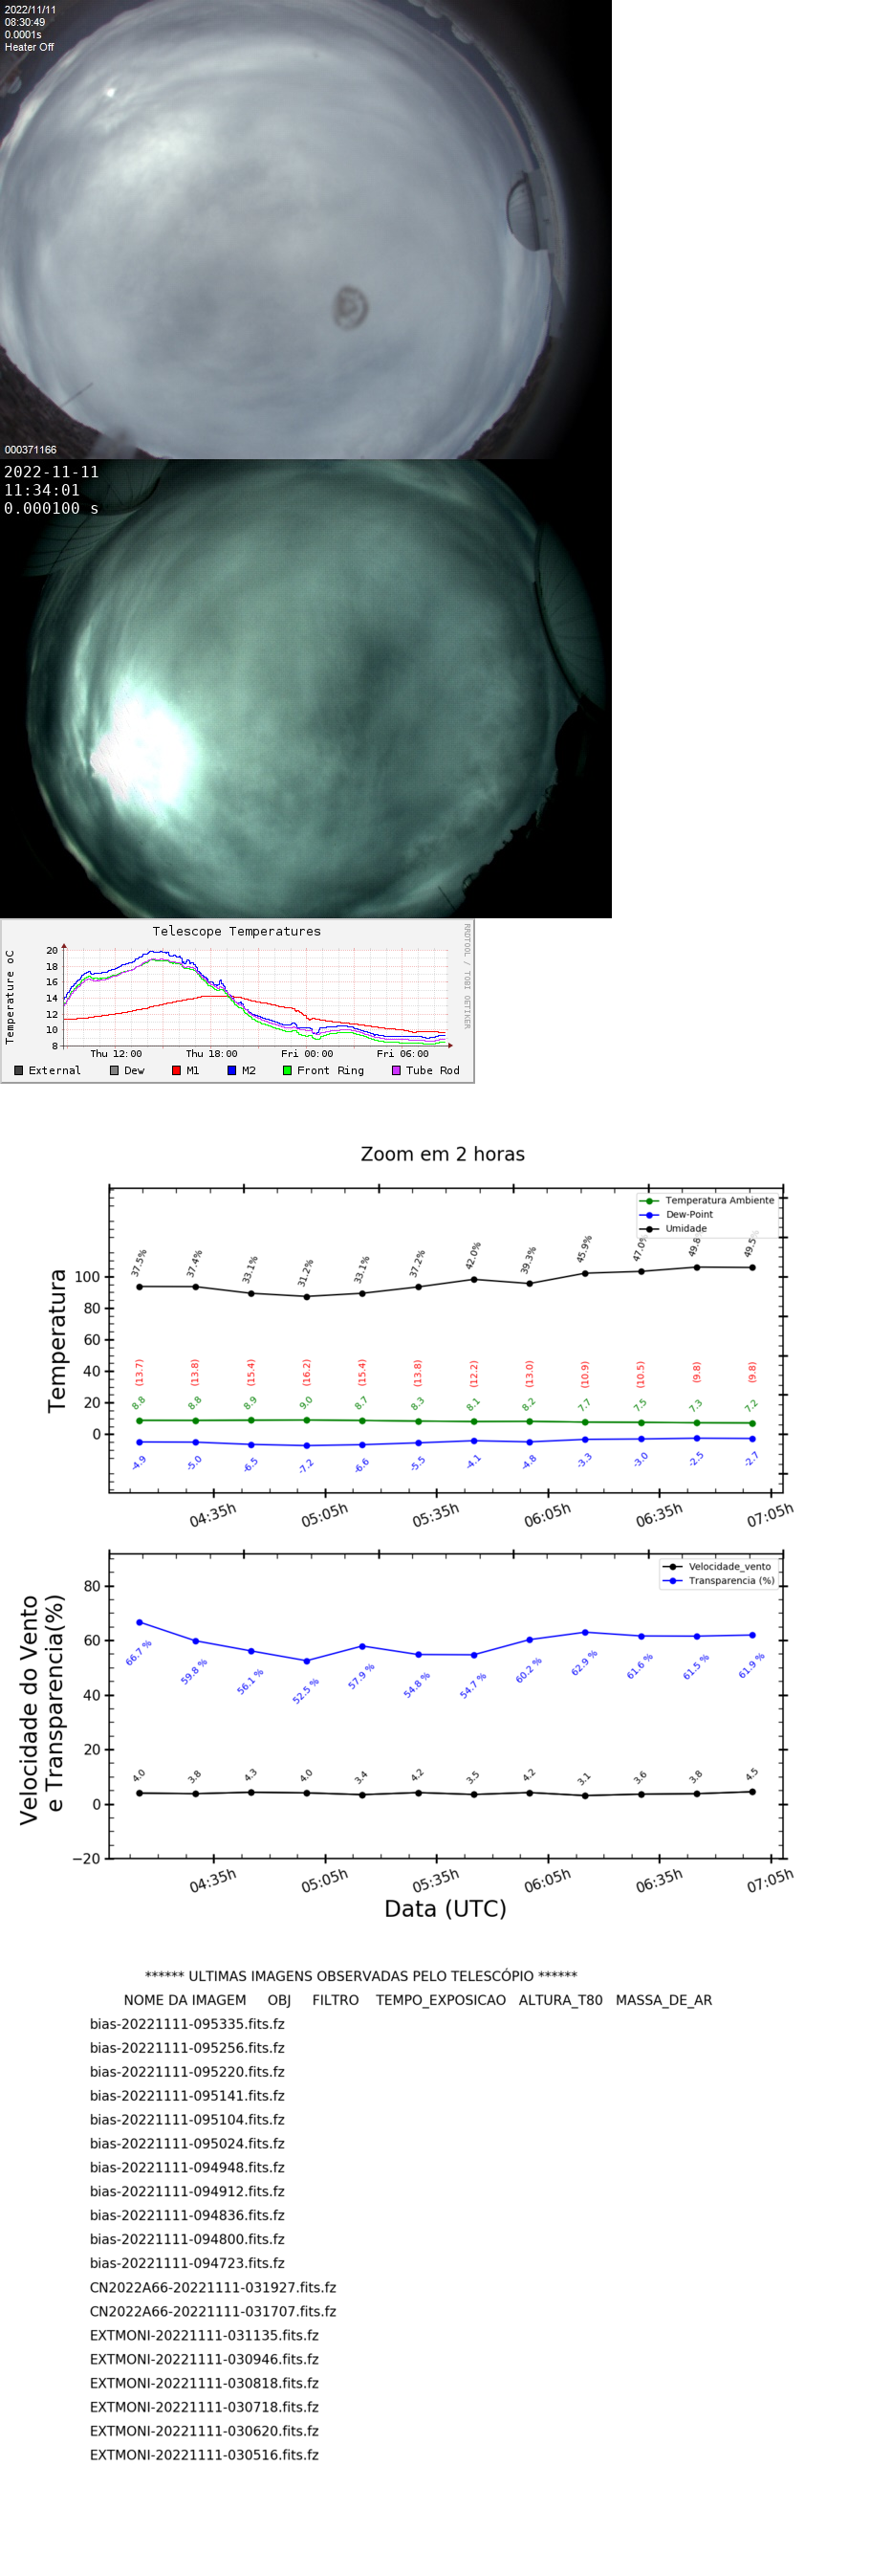 2022/11/11
08:30:49
0.0001s
Heater Off
000371166
2022-11-11
11:34:01
0.000100 s
Telescope Temperatures
RRDTOOL / TOBI OETIKER
Temperature oC
20
18
16
14
12
10
8
Thu 12:00 Thu 18:00 Fri 00:00 Fri 06:00
External Dew M1 M2 Front Ring Tube Rod
Zoom em 2 horas
Temperatura Ambiente
Dew-Point
Umidade
Temperatura
100
80
60
40
20
0
37.5% 37.4% 33.1% 31.2% 33.1% 37.2% 42.0% 39.3% 45.9% 47.0% 49.8% 49.5%
(13.7) (13.8) (15.4) (16.2) (15.4) (13.8) (12.2) (13.0) (10.9) (10.5) (9.8) (9.8)
8.8 8.8 8.9 9.0 8.7 8.3 8.1 8.2 7.7 7.5 7.3 7.2
-4.9 -5.0 -6.5 -7.2 -6.6 -5.5 -4.1 -4.8 -3.3 -3.0 -2.5 -2.7
04:35h 05:05h 05:35h 06:05h 06:35h 07:05h
Velocidade_vento
Transparencia (%)
Velocidade do Vento
e Transparencia(%)
80
60
40
20
0
−20
66.7 % 59.8 % 56.1 % 52.5 % 57.9 % 54.8 % 54.7 % 60.2 % 62.9 % 61.6 % 61.5 % 61.9 %
4.0 3.8 4.3 4.0 3.4 4.2 3.5 4.2 3.1 3.6 3.8 4.5
04:35h 05:05h 05:35h 06:05h 06:35h 07:05h
Data (UTC)
****** ULTIMAS IMAGENS OBSERVADAS PELO TELESCÓPIO ******
NOME DA IMAGEM OBJ FILTRO TEMPO_EXPOSICAO ALTURA_T80 MASSA_DE_AR
bias-20221111-095335.fits.fz
bias-20221111-095256.fits.fz
bias-20221111-095220.fits.fz
bias-20221111-095141.fits.fz
bias-20221111-095104.fits.fz
bias-20221111-095024.fits.fz
bias-20221111-094948.fits.fz
bias-20221111-094912.fits.fz
bias-20221111-094836.fits.fz
bias-20221111-094800.fits.fz
bias-20221111-094723.fits.fz
CN2022A66-20221111-031927.fits.fz
CN2022A66-20221111-031707.fits.fz
EXTMONI-20221111-031135.fits.fz
EXTMONI-20221111-030946.fits.fz
EXTMONI-20221111-030818.fits.fz
EXTMONI-20221111-030718.fits.fz
EXTMONI-20221111-030620.fits.fz
EXTMONI-20221111-030516.fits.fz